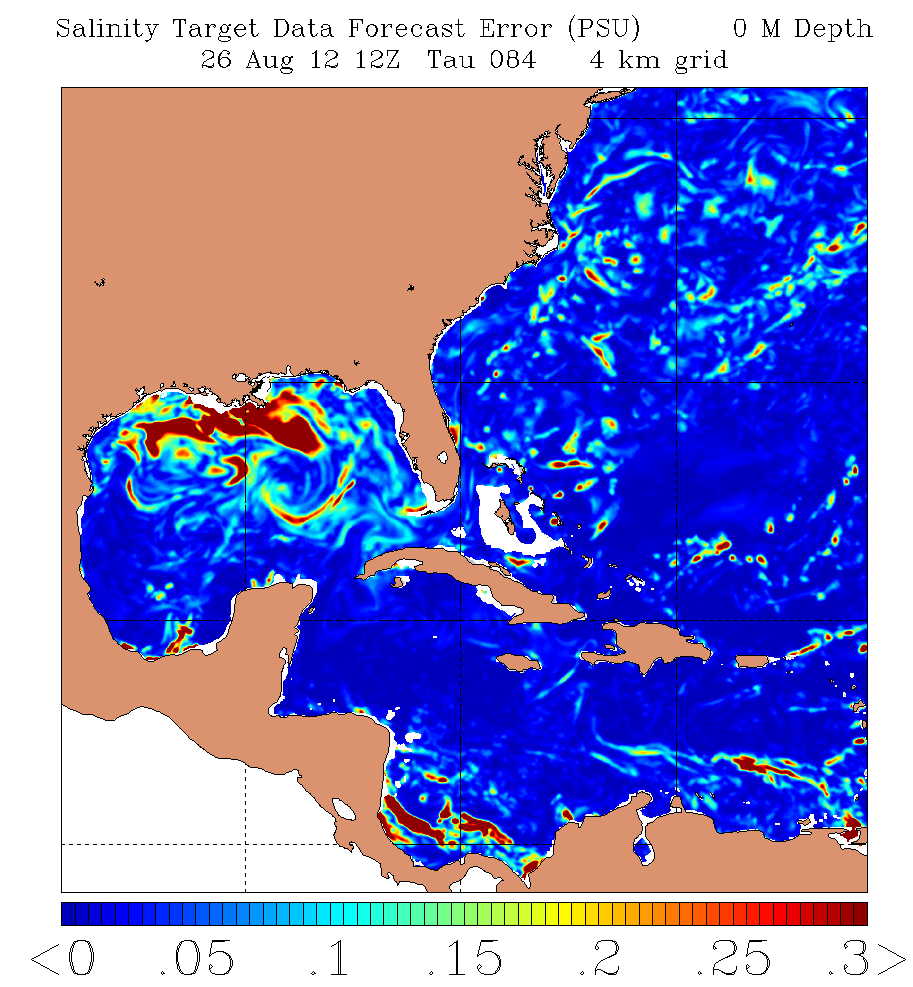 Salinity Target Data Forecast Error (PSU) 0 M Depth
26 Aug 12 12Z Tau 084 4 km grid
<0 .05 .1 .15 .2 .25 .3>